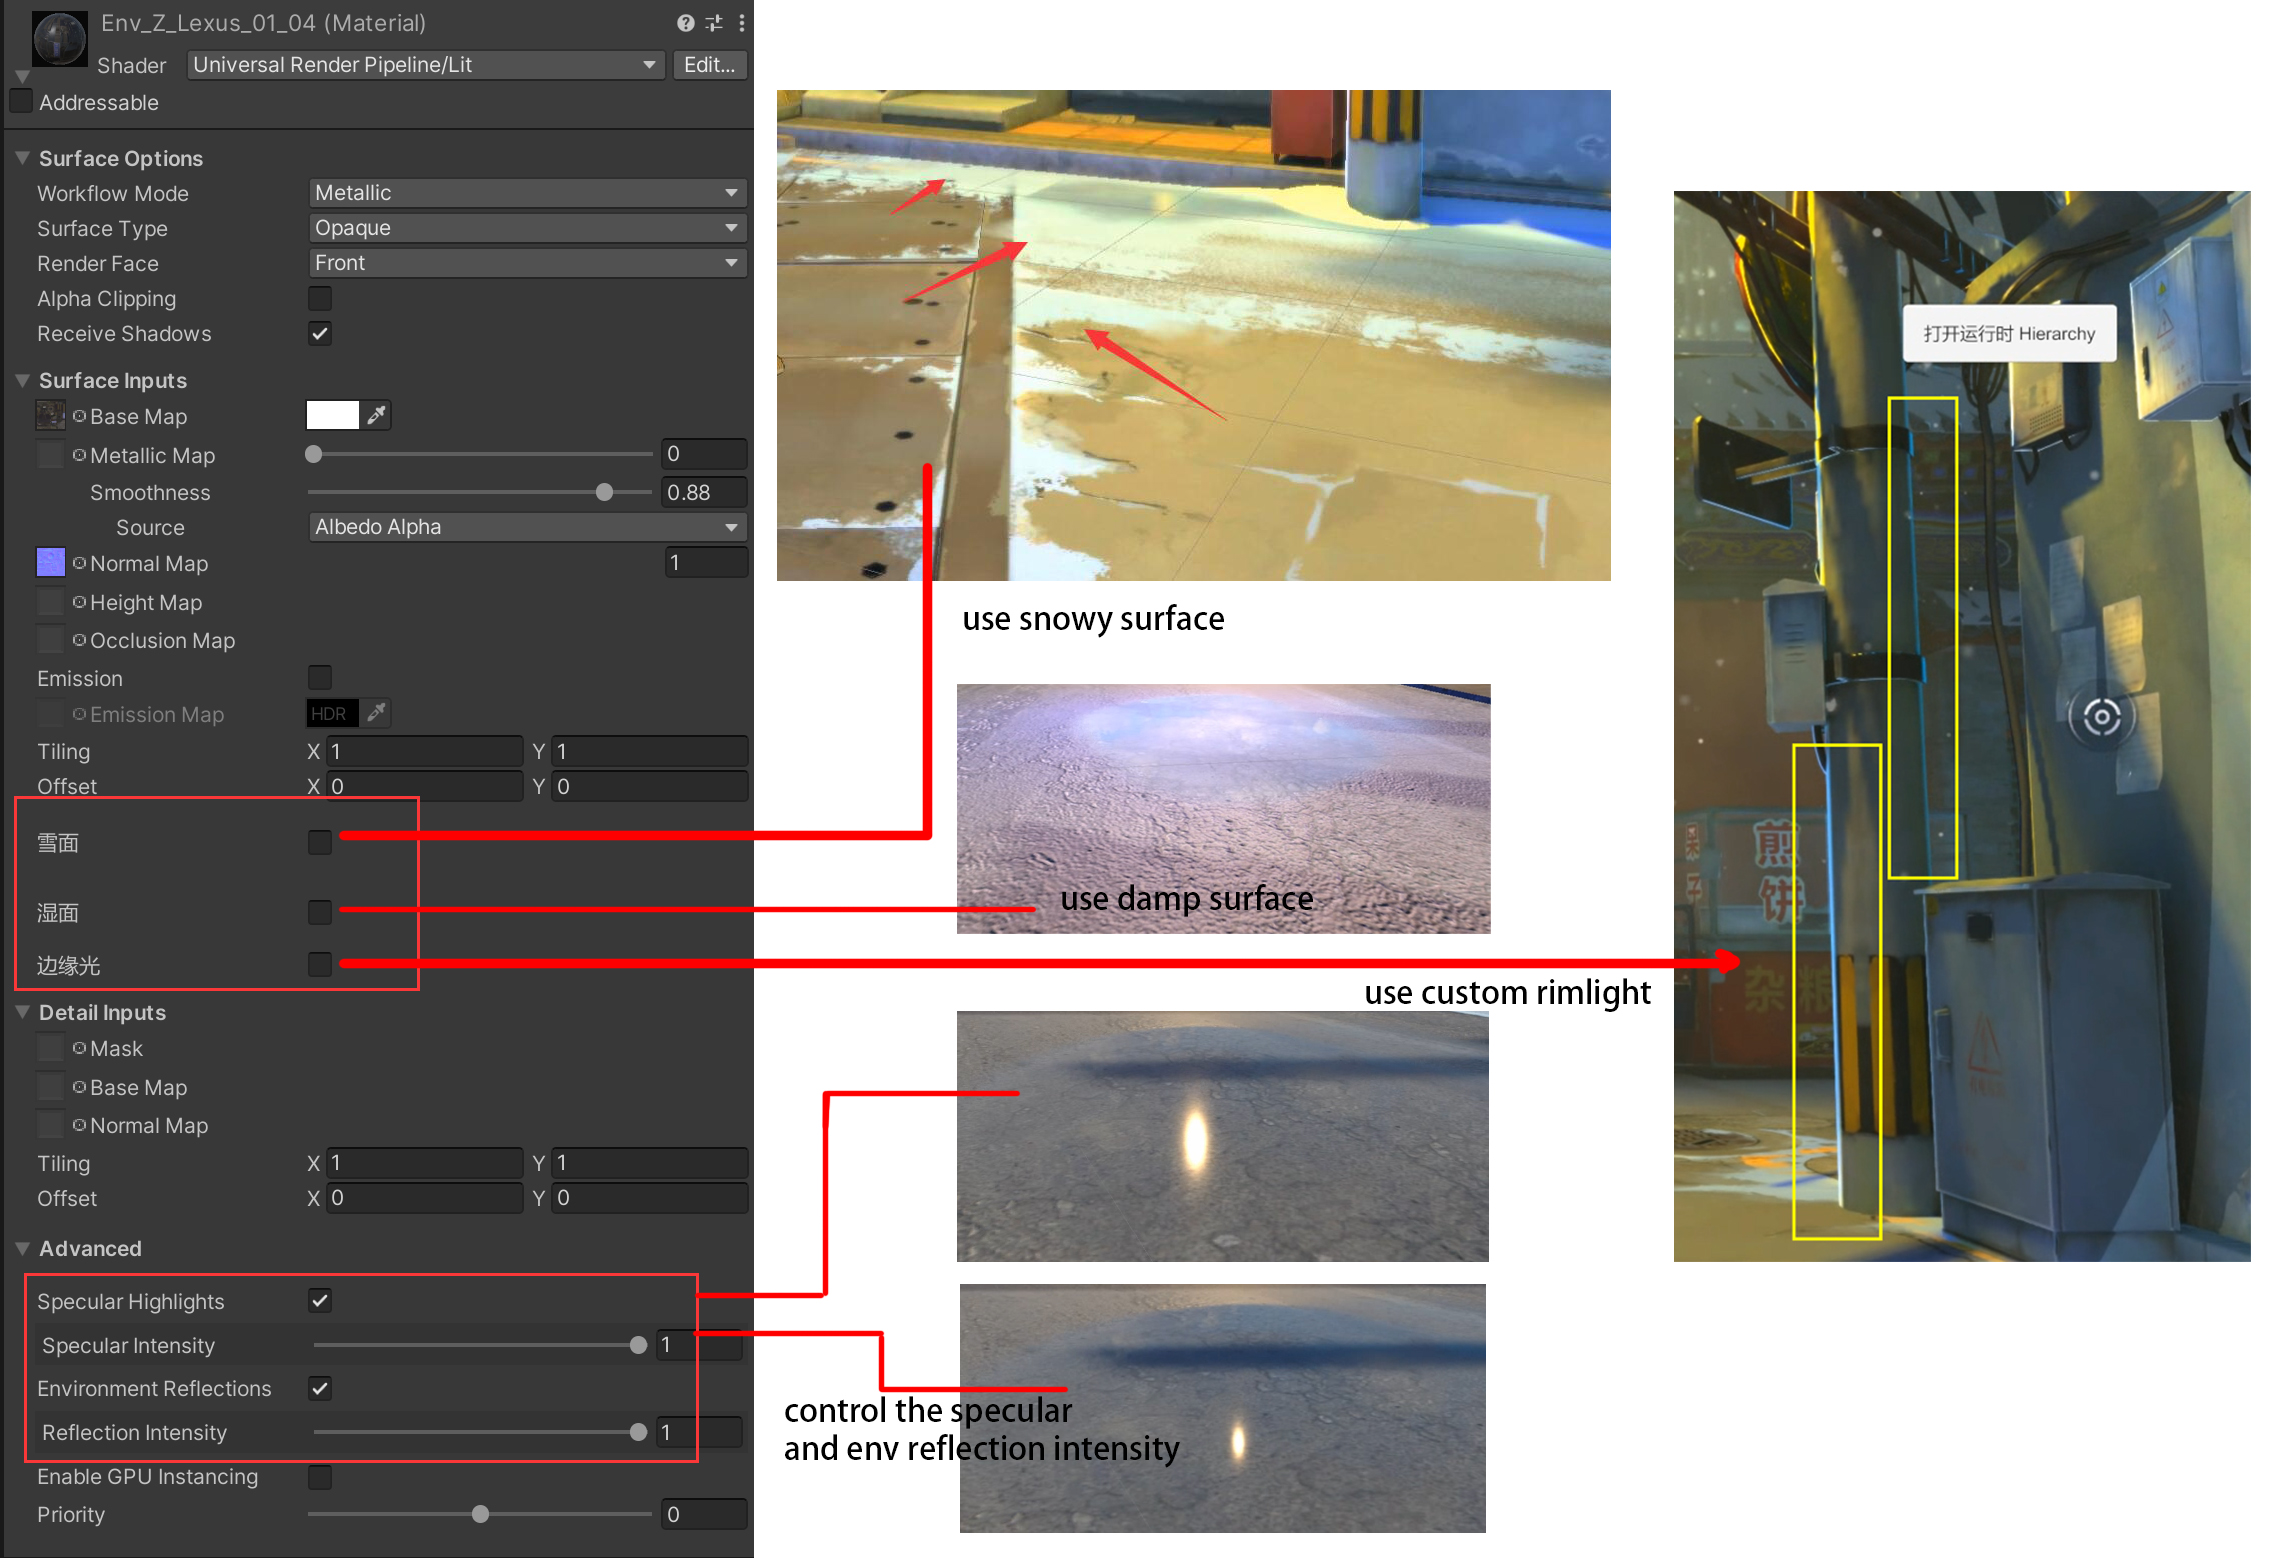 Env_Z_Lexus_01_04 (Material)
Shader Universal Render Pipeline/Lit Edit...
Addressable
Surface Options
Workflow Mode Metallic
Surface Type Opaque
Render Face Front
Alpha Clipping
Receive Shadows
Surface Inputs
Base Map
Metallic Map 0
Smoothness 0.88
Source Albedo Alpha
Normal Map 1
Height Map
Occlusion Map
Emission
Emission Map HDR
Tiling X 1 Y 1
Offset X 0 Y 0
雪面
湿面
边缘光
Detail Inputs
Mask
Base Map
Normal Map
Tiling X 1 Y 1
Offset X 0 Y 0
Advanced
Specular Highlights
Specular Intensity 1
Environment Reflections
Reflection Intensity 1
Enable GPU Instancing
Priority 0
use snowy surface
use damp surface
use custom rimlight
control the specular
and env reflection intensity
打开运行时 Hierarchy
煎
饼
杂粮